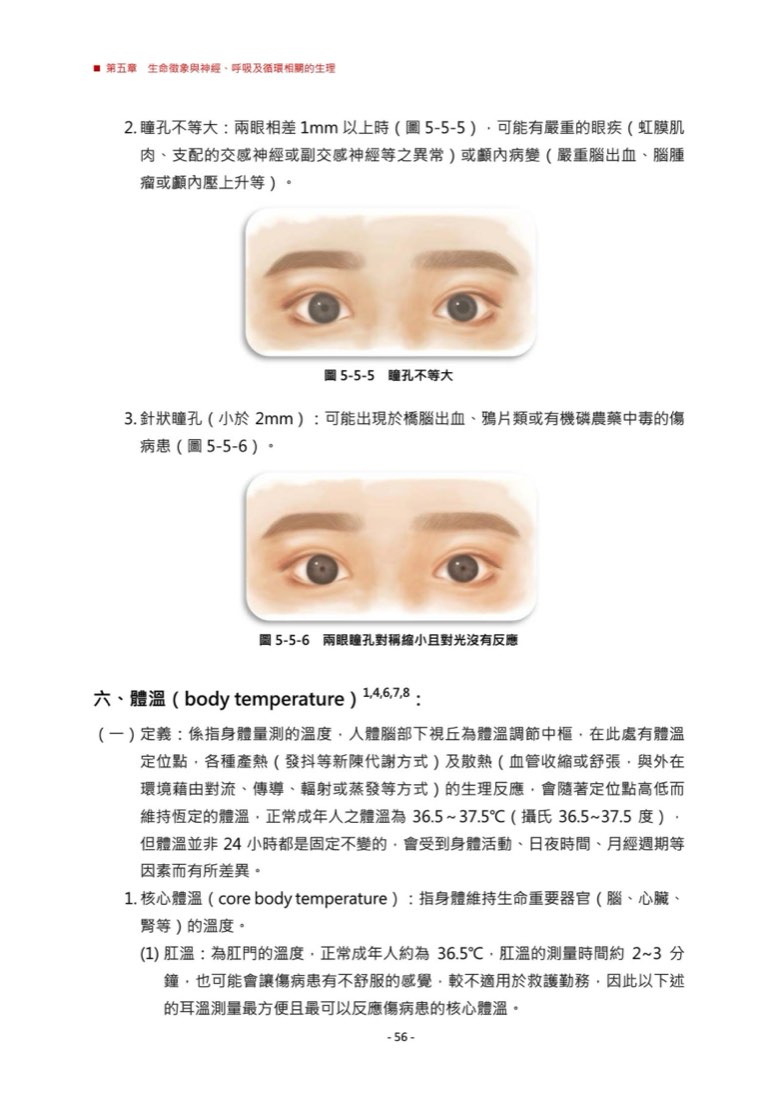 ■ 第五章　生命徵象與神經、呼吸及循環相關的生理
2. 瞳孔不等大：兩眼相差 1mm 以上時（圖 5-5-5），可能有嚴重的眼疾（虹膜肌
肉、支配的交感神經或副交感神經等之異常）或顱內病變（嚴重腦出血、腦腫
瘤或顱內壓上升等）。
圖 5-5-5　瞳孔不等大
3. 針狀瞳孔（小於 2mm）：可能出現於橋腦出血、鴉片類或有機磷農藥中毒的傷
病患（圖 5-5-6）。
圖 5-5-6　兩眼瞳孔對稱縮小且對光沒有反應
六、體溫（body temperature）1,4,6,7,8：
（一）定義：係指身體量測的溫度，人體腦部下視丘為體溫調節中樞，在此處有體溫
定位點，各種產熱（發抖等新陳代謝方式）及散熱（血管收縮或舒張，與外在
環境藉由對流、傳導、輻射或蒸發等方式）的生理反應，會隨著定位點高低而
維持恆定的體溫，正常成年人之體溫為 36.5～37.5℃（攝氏 36.5~37.5 度），
但體溫並非 24 小時都是固定不變的，會受到身體活動、日夜時間、月經週期等
因素而有所差異。
1. 核心體溫（core body temperature）：指身體維持生命重要器官（腦、心臟、
腎等）的溫度。
(1) 肛溫：為肛門的溫度，正常成年人約為 36.5℃，肛溫的測量時間約 2~3 分
鐘，也可能會讓傷病患有不舒服的感覺，較不適用於救護勤務，因此以下述
的耳溫測量最方便且最可以反應傷病患的核心體溫。
- 56 -